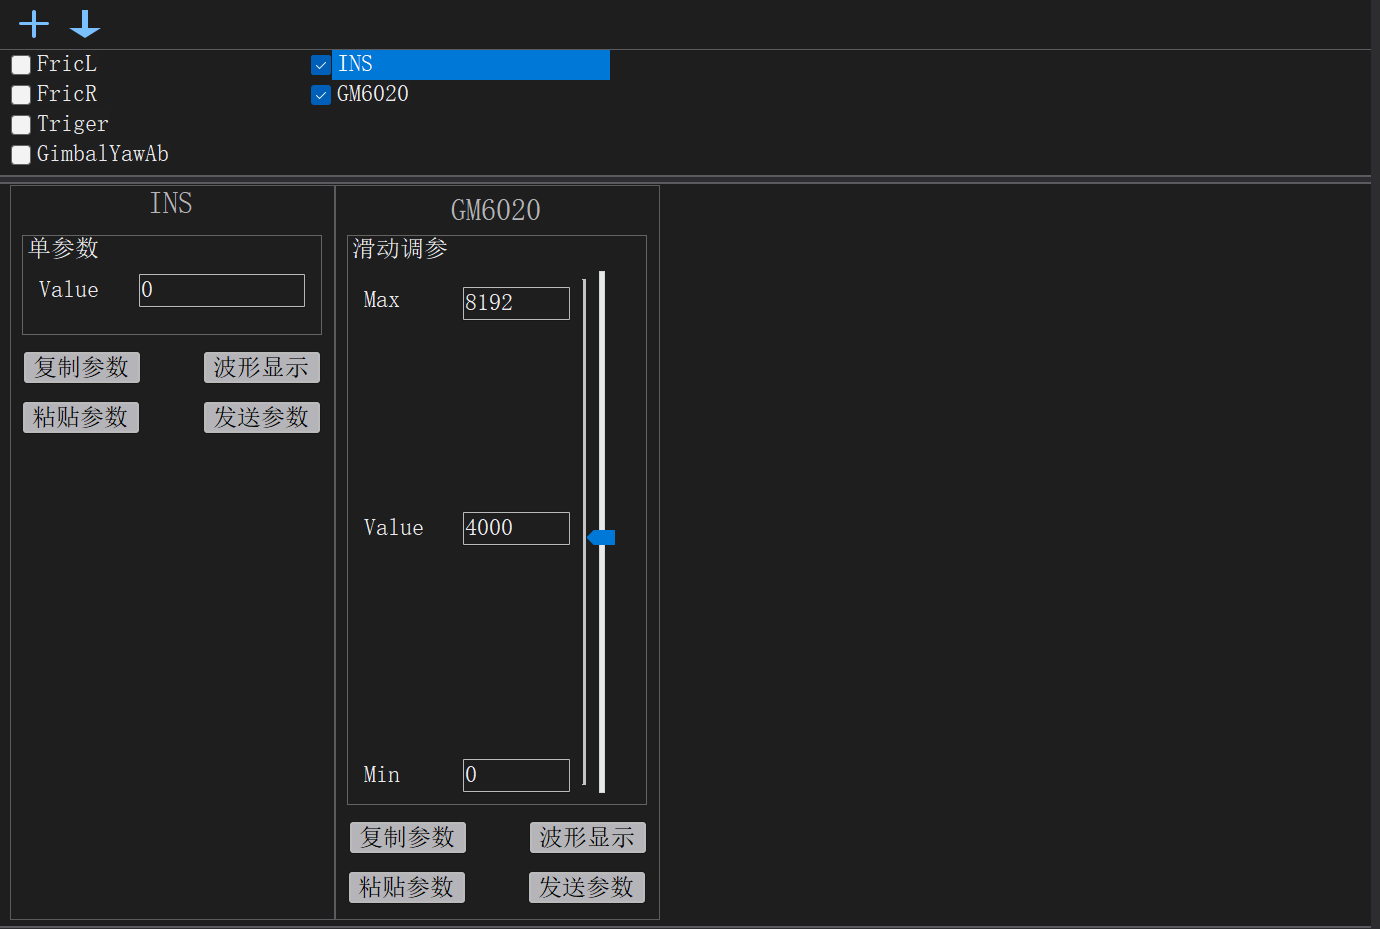 FricL
INS
FricR
GM6020
Triger
GimbalYawAb
INS
单参数
Value 0
复制参数 波形显示
粘贴参数 发送参数
GM6020
滑动调参
Max 8192
Value 4000
Min 0
复制参数 波形显示
粘贴参数 发送参数